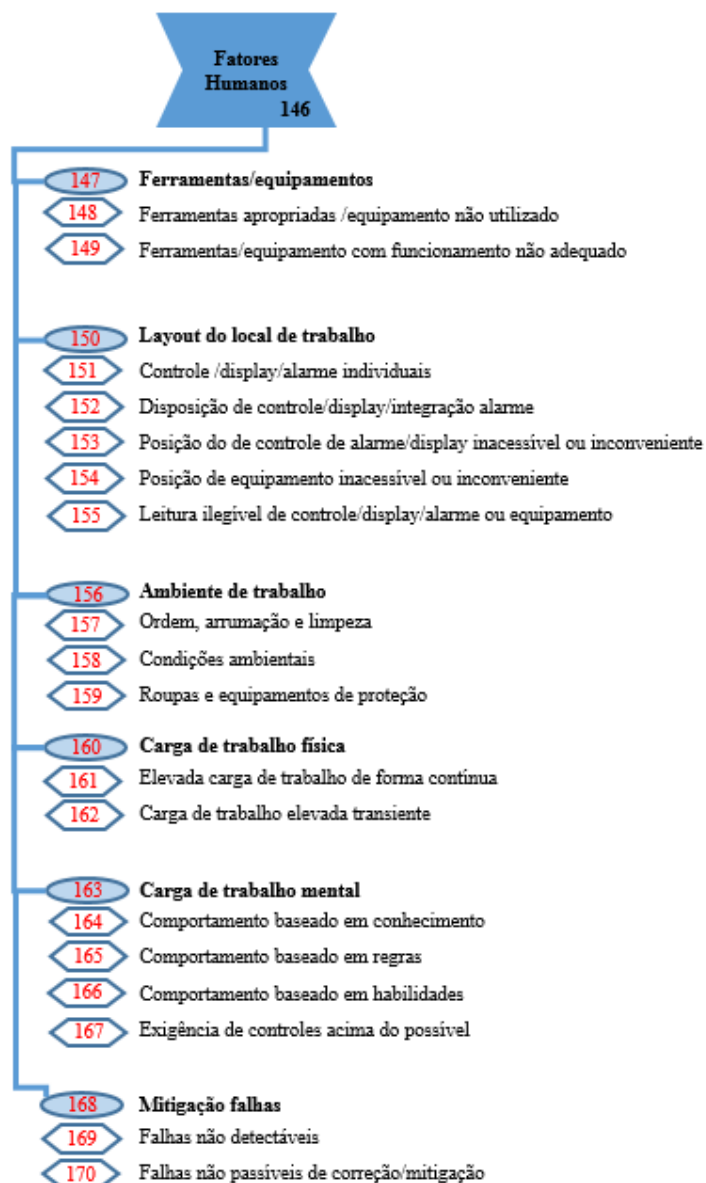 Fatores
Humanos
146
147 Ferramentas/equipamentos
148 Ferramentas apropriadas /equipamento não utilizado
149 Ferramentas/equipamento com funcionamento não adequado
150 Layout do local de trabalho
151 Controle /display/alarme individuais
152 Disposição de controle/display/integração alarme
153 Posição do de controle de alarme/display inacessível ou inconveniente
154 Posição de equipamento inacessível ou inconveniente
155 Leitura ilegível de controle/display/alarme ou equipamento
156 Ambiente de trabalho
157 Ordem, arrumação e limpeza
158 Condições ambientais
159 Roupas e equipamentos de proteção
160 Carga de trabalho física
161 Elevada carga de trabalho de forma contínua
162 Carga de trabalho elevada transiente
163 Carga de trabalho mental
164 Comportamento baseado em conhecimento
165 Comportamento baseado em regras
166 Comportamento baseado em habilidades
167 Exigência de controles acima do possível
168 Mitigação falhas
169 Falhas não detectáveis
170 Falhas não passíveis de correção/mitigação